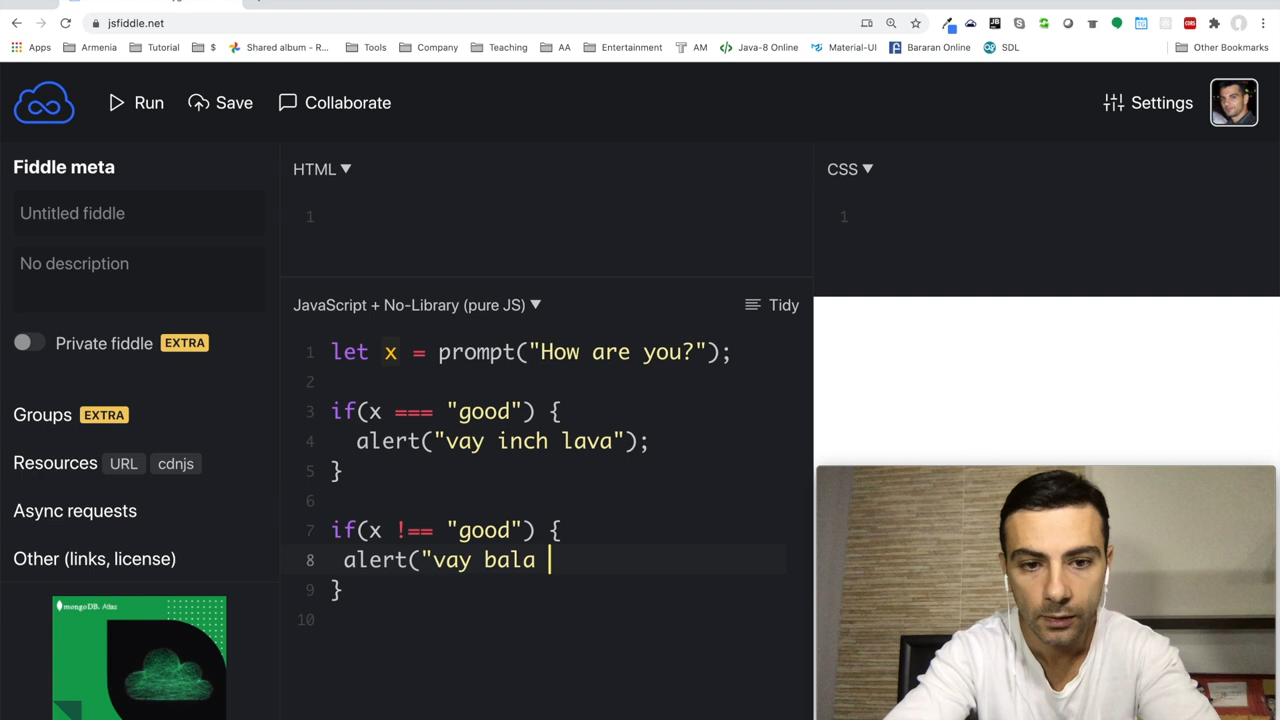 jsfiddle.net
Apps
Armenia
Tutorial
$
Shared album - R...
Tools
Company
Teaching
AA
Entertainment
AM
Java-8 Online
Material-UI
Bararan Online
SDL
Other Bookmarks
Run
Save
Collaborate
Settings
Fiddle meta
Untitled fiddle
No description
Private fiddle EXTRA
Groups EXTRA
Resources URL cdnjs
Async requests
Other (links, license)
mongoDB. Atlas
HTML ▼
1
CSS ▼
1
JavaScript + No-Library (pure JS) ▼
Tidy
1 let x = prompt("How are you?");
2
3 if(x === "good") {
4 alert("vay inch lava");
5 }
6
7 if(x !== "good") {
8 alert("vay bala
9 }
10